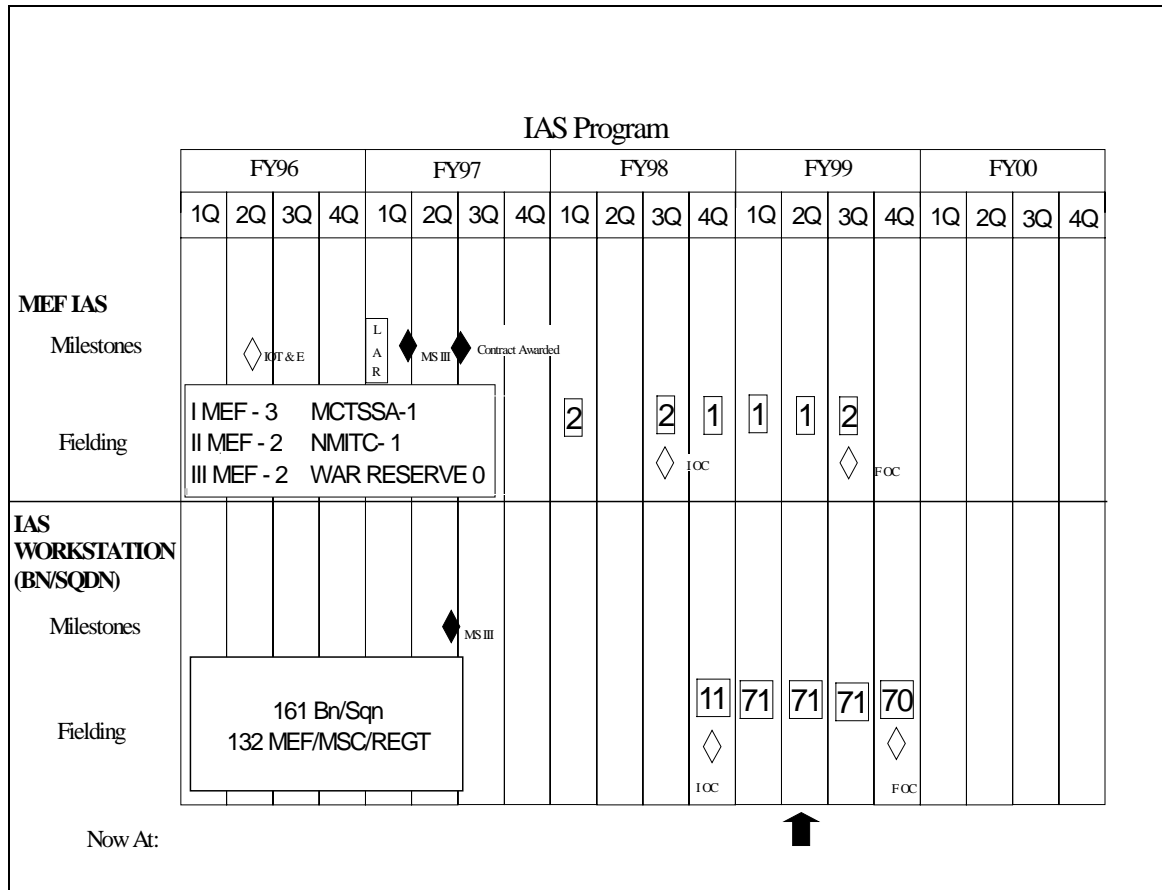 IAS Program
FY96 FY97 FY98 FY99 FY00
1Q 2Q 3Q 4Q 1Q 2Q 3Q 4Q 1Q 2Q 3Q 4Q 1Q 2Q 3Q 4Q 1Q 2Q 3Q 4Q
MEF IAS
Milestones
IOT & E
L
A
R
MS III
Contract Awarded
Fielding
I MEF - 3 MCTSSA-1
II MEF - 2 NMITC- 1
III MEF - 2 WAR RESERVE 0
2 2 1 1 1 2
IOC FOC
IAS
WORKSTATION
(BN/SQDN)
Milestones
MS III
Fielding
161 Bn/Sqn
132 MEF/MSC/REGT
11 71 71 71 70
IOC FOC
Now At: